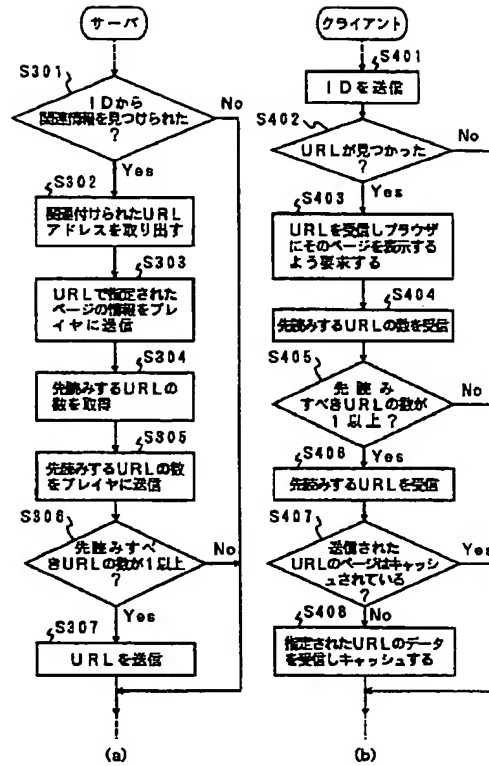 サーバ
S301
IDから
関連情報を見つけられた
?
No
Yes
S302
関連付けられたURL
アドレスを取り出す
S303
URLで指定された
ページの情報をプレ
イヤに送信
S304
先読みするURLの
数を取得
S305
先読みするURLの数
をプレイヤに送信
S306
先読みすべ
きURLの数が1以上
?
No
Yes
S307
URLを送信
(a)
クライアント
S401
IDを送信
S402
URLが見つかった
?
No
Yes
S403
URLを受信しブラウザ
にそのページを表示する
よう要求する
S404
先読みするURLの数を受信
S405
先読み
すべきURLの数が
1以上?
No
Yes
S406
先読みするURLを受信
S407
送信された
URLのページはキャッシ
ュされている
?
Yes
No
S408
指定されたURLのデータ
を受信しキャッシュする
(b)